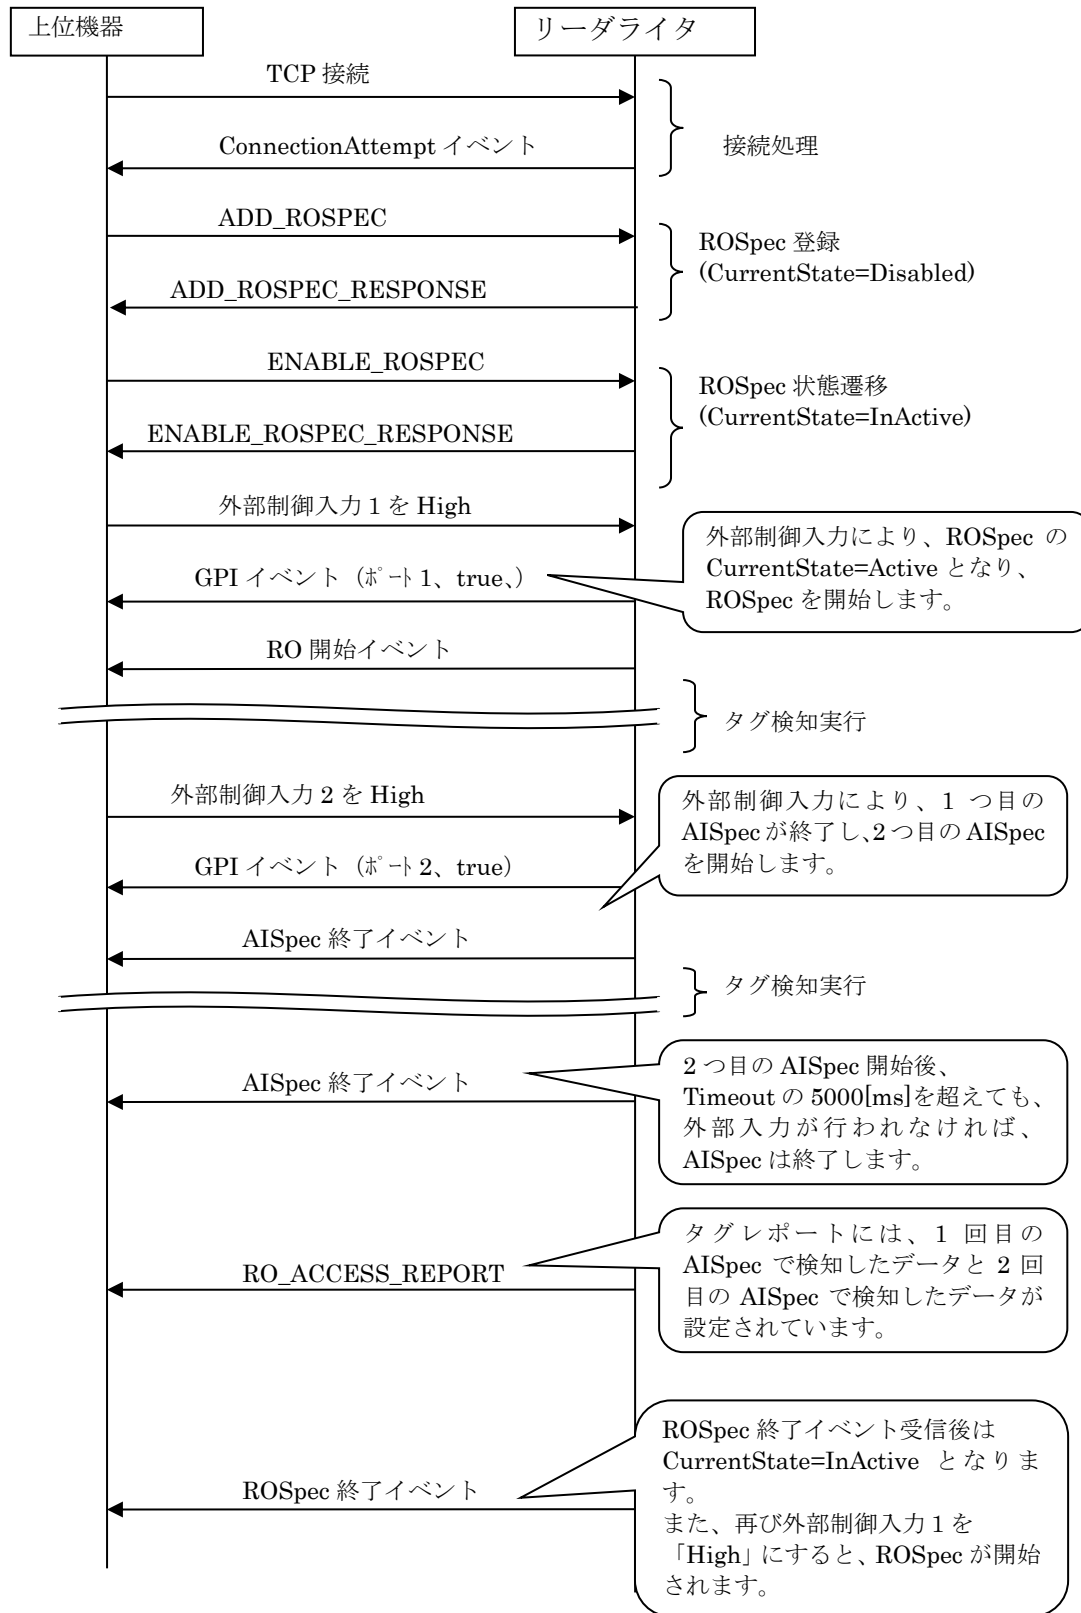 上位機器
リーダライタ
TCP 接続
ConnectionAttempt イベント
接続処理
ADD_ROSPEC
ROSpec 登録
(CurrentState=Disabled)
ADD_ROSPEC_RESPONSE
ENABLE_ROSPEC
ROSpec 状態遷移
(CurrentState=InActive)
ENABLE_ROSPEC_RESPONSE
外部制御入力 1 を High
外部制御入力により、ROSpec の
CurrentState=Active となり、
ROSpec を開始します。
GPI イベント（ﾎﾟｰﾄ 1、true、）
RO 開始イベント
タグ検知実行
外部制御入力 2 を High
外部制御入力により、1 つ目の
AISpec が終了し、2 つ目の AISpec
を開始します。
GPI イベント（ﾎﾟｰﾄ 2、true）
AISpec 終了イベント
タグ検知実行
2 つ目の AISpec 開始後、
Timeout の 5000[ms]を超えても、
外部入力が行われなければ、
AISpec は終了します。
AISpec 終了イベント
タグレポートには、1 回目の
AISpec で検知したデータと 2 回
目の AISpec で検知したデータが
設定されています。
RO_ACCESS_REPORT
ROSpec 終了イベント受信後は
CurrentState=InActive となりま
す。
また、再び外部制御入力 1 を
「High」にすると、ROSpec が開始
されます。
ROSpec 終了イベント